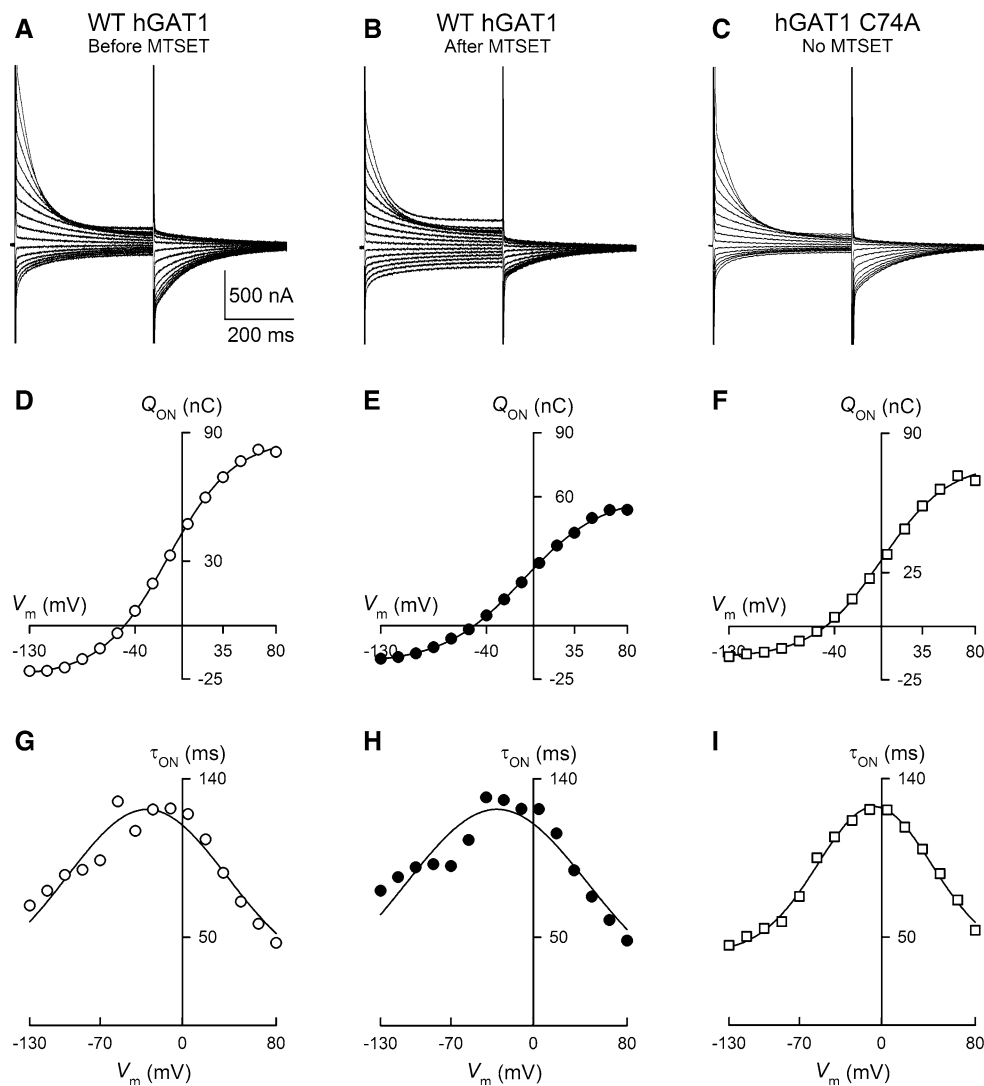 A
WT hGAT1
Before MTSET
B
WT hGAT1
After MTSET
C
hGAT1 C74A
No MTSET
500 nA
200 ms
D
QON (nC)
90
30
Vm (mV)
-130
-40
35
80
-25
E
QON (nC)
90
60
30
Vm (mV)
-130
-40
35
80
-25
F
QON (nC)
90
25
Vm (mV)
-130
-40
35
80
-25
G
τON (ms)
140
50
-130
-70
0
80
Vm (mV)
H
τON (ms)
140
50
-130
-70
0
80
Vm (mV)
I
τON (ms)
140
50
-130
-70
0
80
Vm (mV)